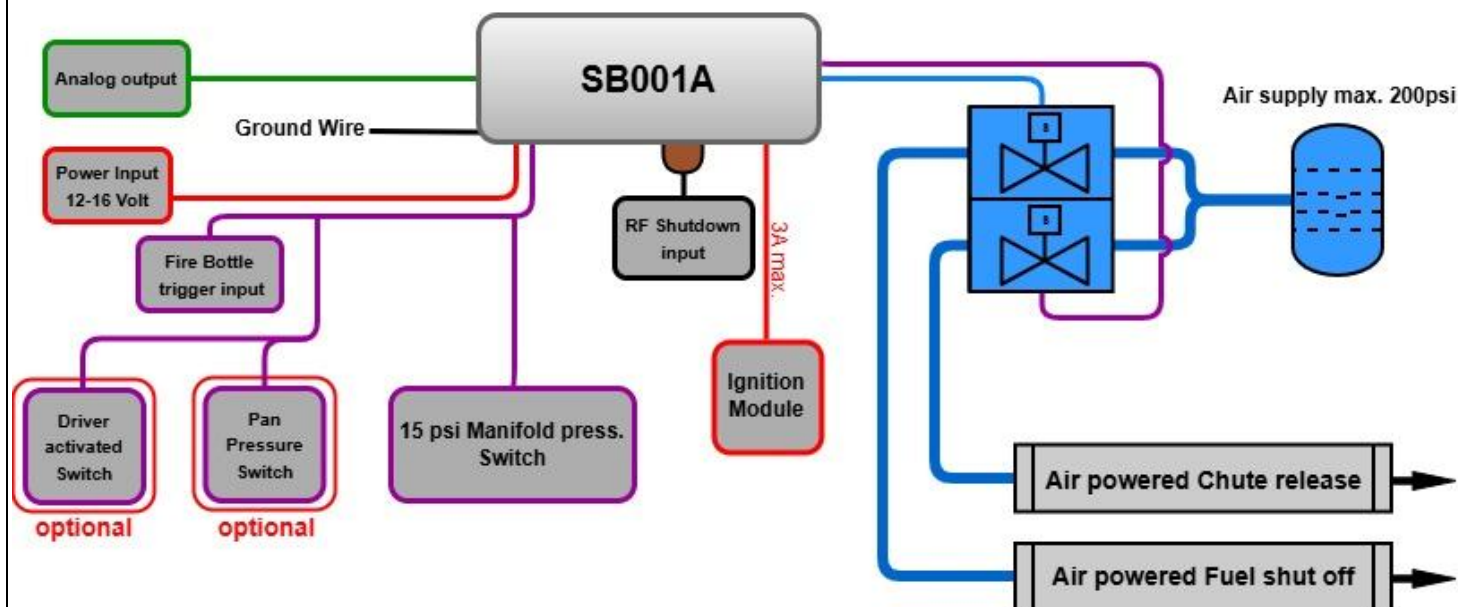 SB001A
Analog output
Ground Wire
Power Input
12-16 Volt
Fire Bottle
trigger input
RF Shutdown
input
3A max.
Air supply max. 200psi
Driver
activated
Switch
optional
Pan
Pressure
Switch
optional
15 psi Manifold press.
Switch
Ignition
Module
Air powered Chute release
Air powered Fuel shut off